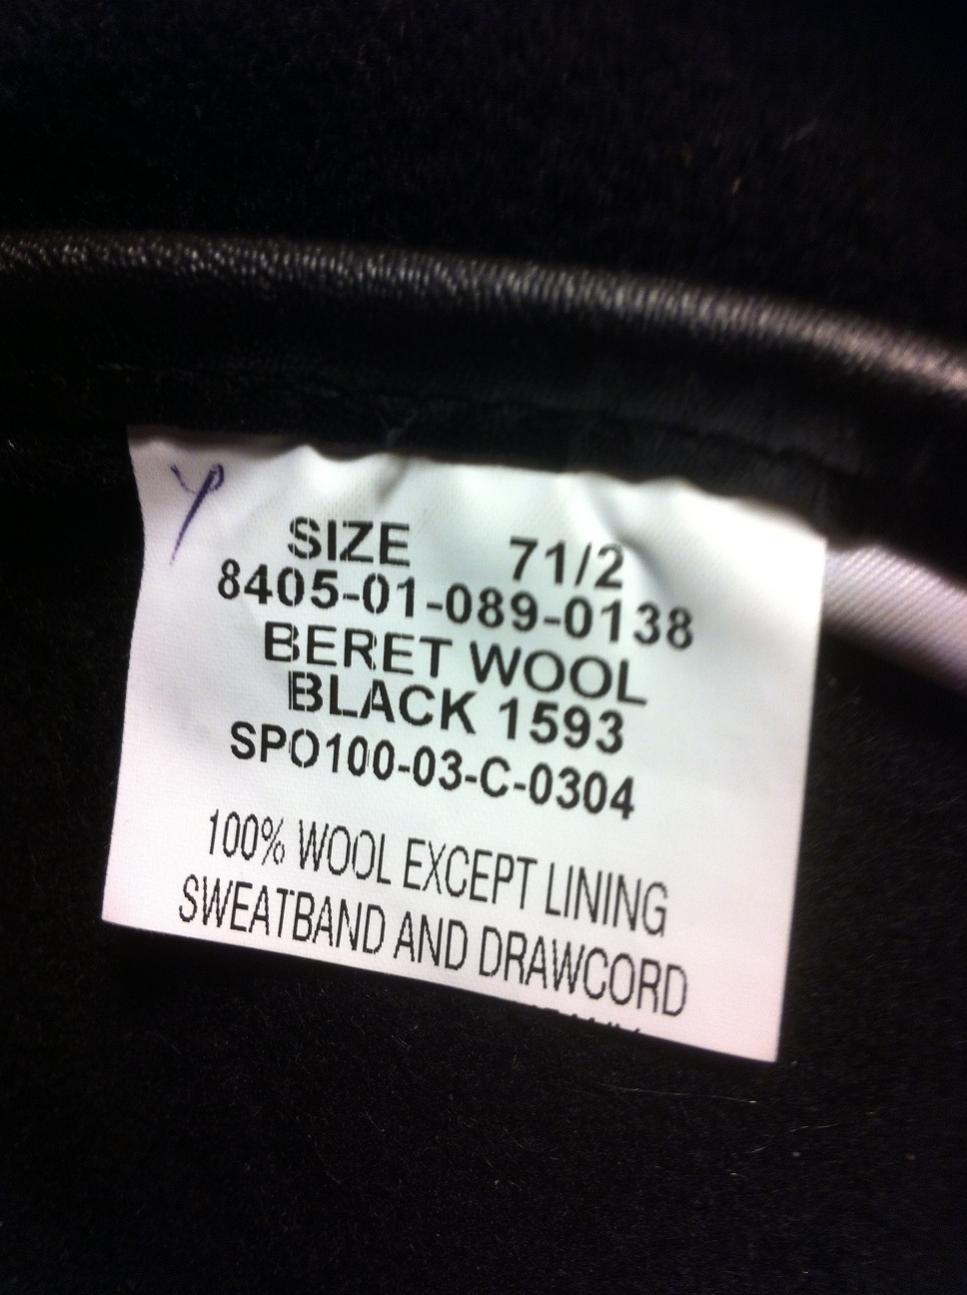 Y
SIZE 71/2
8405-01-089-0138
BERET WOOL
BLACK 1593
SPO100-03-C-0304
100% WOOL EXCEPT LINING
SWEATBAND AND DRAWCORD